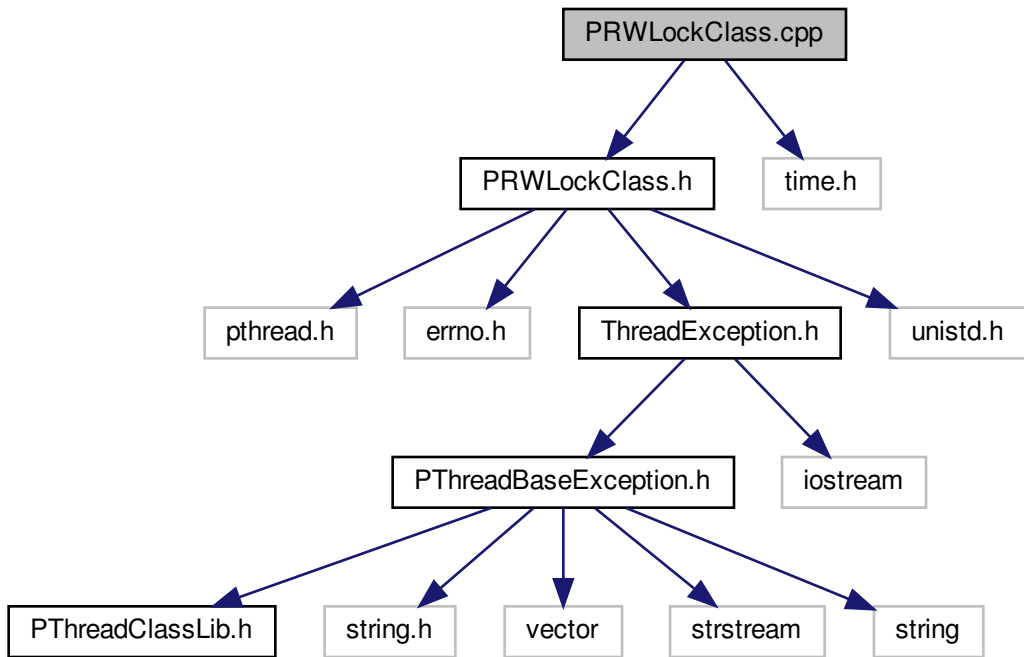 PRWLockClass.cpp
PRWLockClass.h
time.h
pthread.h
errno.h
ThreadException.h
unistd.h
PThreadBaseException.h
iostream
PThreadClassLib.h
string.h
vector
strstream
string